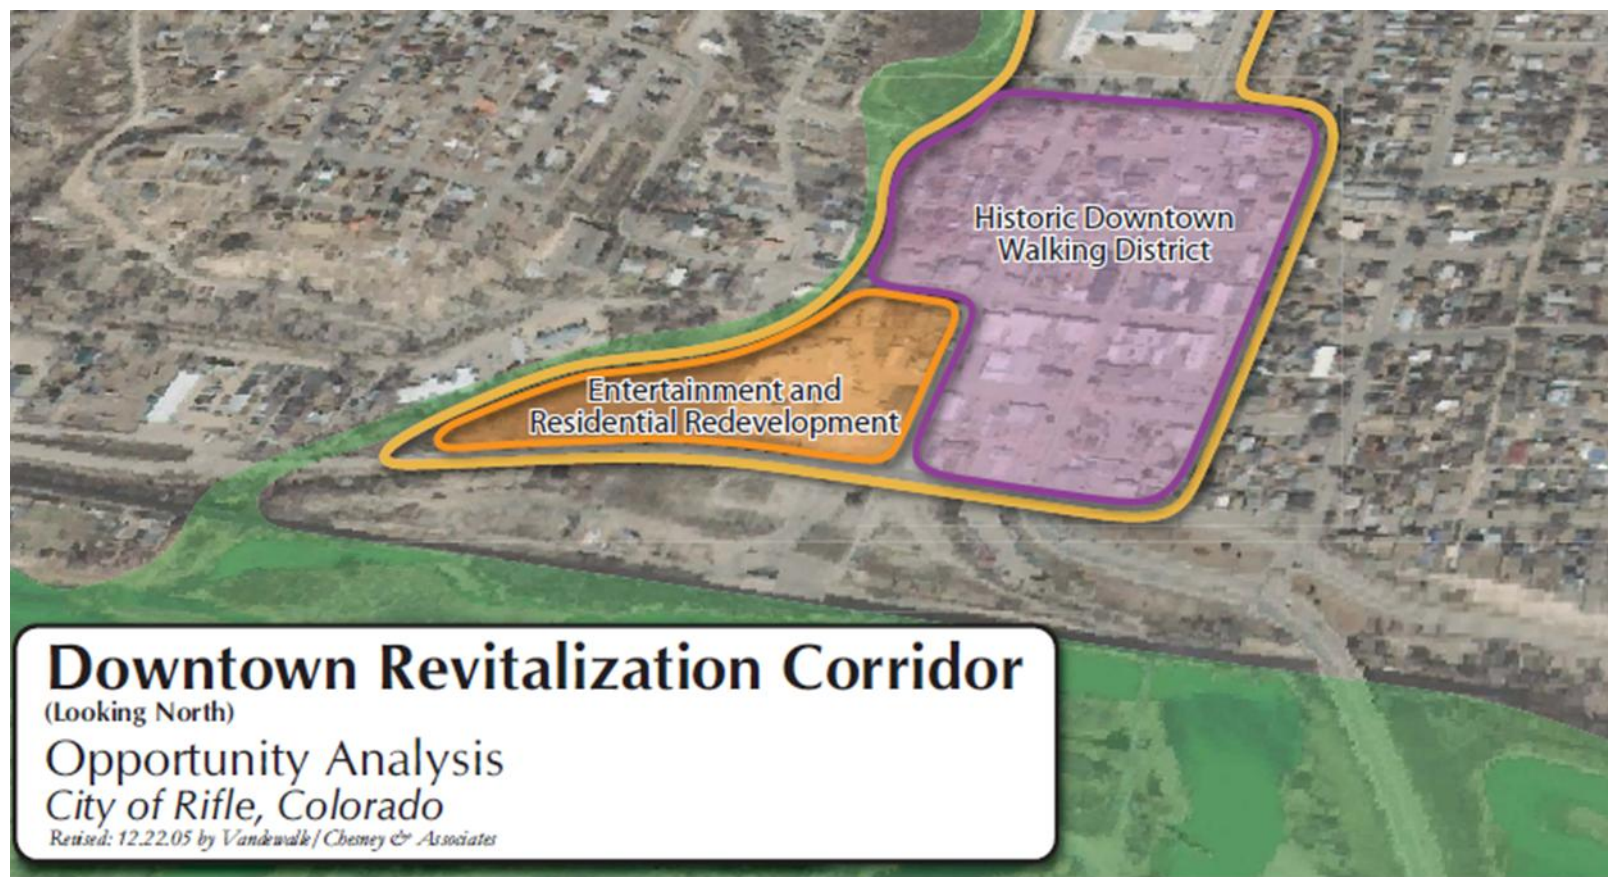 Historic Downtown
Walking District
Entertainment and
Residential Redevelopment
Downtown Revitalization Corridor
(Looking North)
Opportunity Analysis
City of Rifle, Colorado
Revised: 12.22.05 by Vandewalle/Chesney & Associates